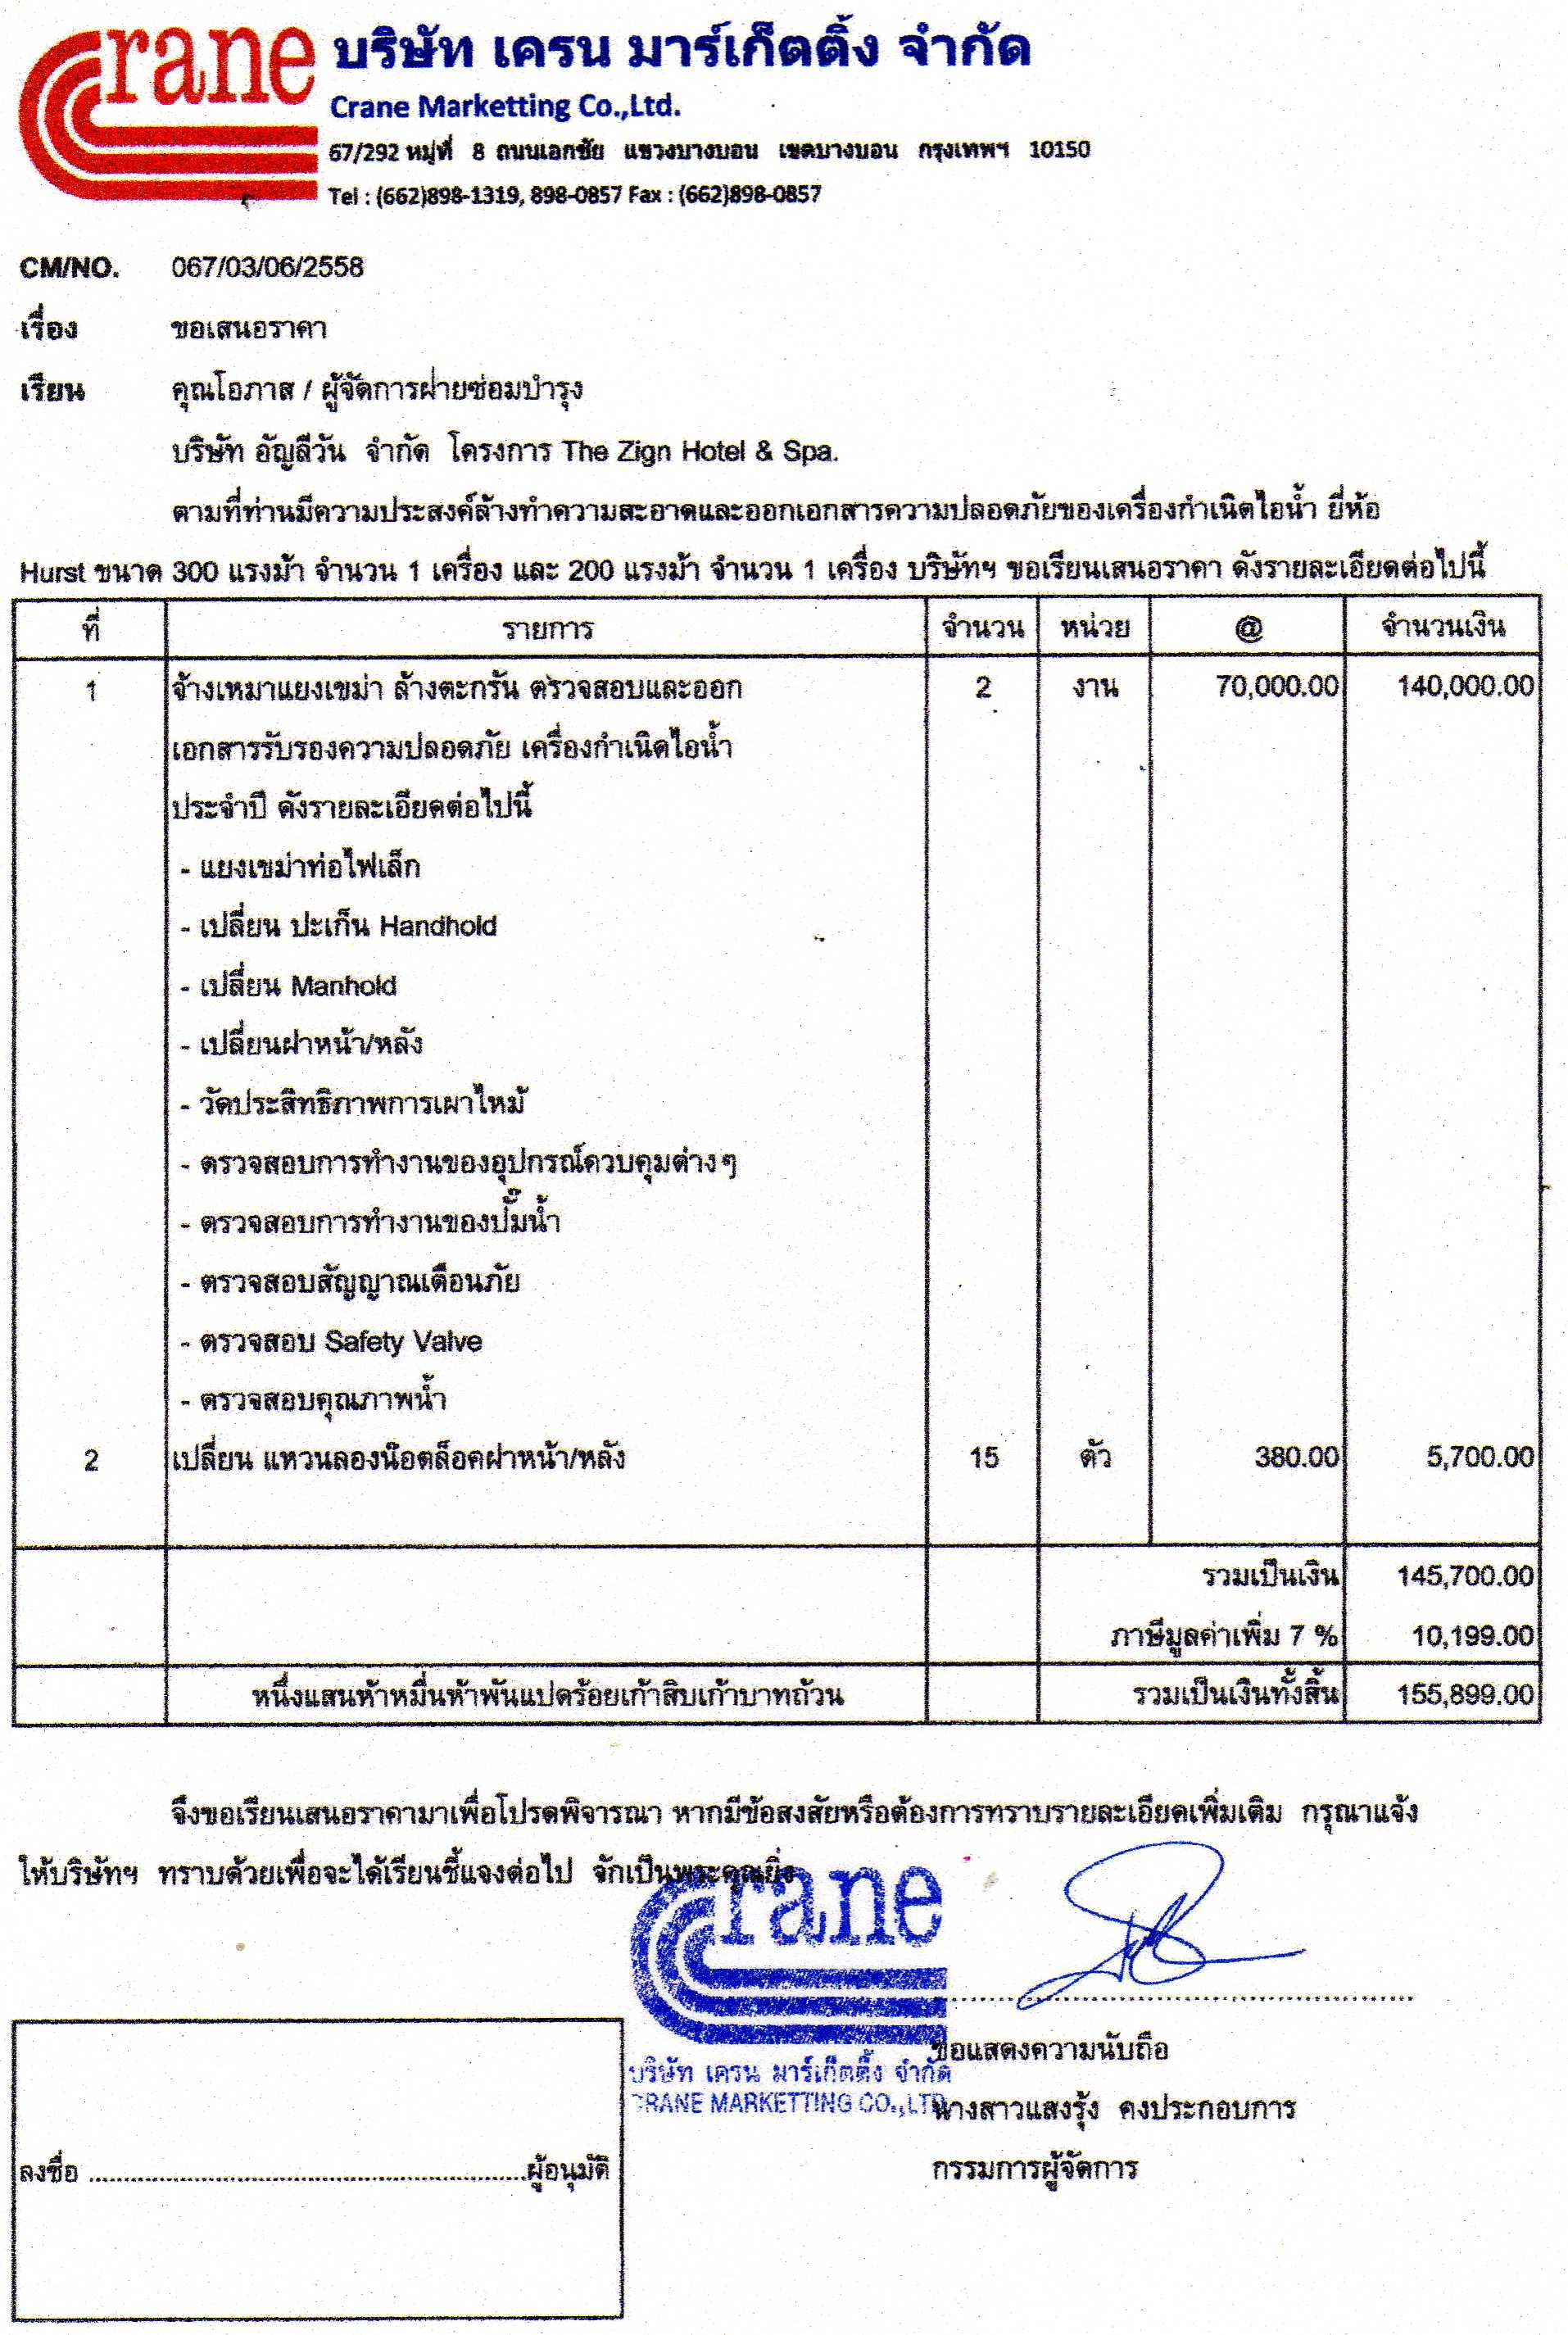 Crane
บริษัท เครน มาร์เก็ตติ้ง จำกัด
Crane Marketting Co.,Ltd.
67/292 หมู่ที่ 8 ถนนเอกชัย แขวงบางบอน เขตบางบอน กรุงเทพฯ 10150
Tel : (662)898-1319, 898-0857 Fax : (662)898-0857
CM/NO. 067/03/06/2558
เรื่อง ขอเสนอราคา
เรียน คุณโอภาส / ผู้จัดการฝ่ายซ่อมบำรุง
บริษัท อัญลีวัน จำกัด โครงการ The Zign Hotel & Spa.
ตามที่ท่านมีความประสงค์ล้างทำความสะอาดและออกเอกสารความปลอดภัยของเครื่องกำเนิดไอน้ำ ยี่ห้อ
Hurst ขนาด 300 แรงม้า จำนวน 1 เครื่อง และ 200 แรงม้า จำนวน 1 เครื่อง บริษัทฯ ขอเรียนเสนอราคา ดังรายละเอียดต่อไปนี้
ที่ รายการ จำนวน หน่วย @ จำนวนเงิน
1 จ้างเหมาแยงเขม่า ล้างตะกรัน ตรวจสอบและออก 2 งาน 70,000.00 140,000.00
เอกสารรับรองความปลอดภัย เครื่องกำเนิดไอน้ำ
ประจำปี ดังรายละเอียดต่อไปนี้
- แยงเขม่าท่อไฟเล็ก
- เปลี่ยน ปะเก็น Handhold
- เปลี่ยน Manhold
- เปลี่ยนฝาหน้า/หลัง
- วัดประสิทธิภาพการเผาไหม้
- ตรวจสอบการทำงานของอุปกรณ์ควบคุมต่างๆ
- ตรวจสอบการทำงานของปั๊มน้ำ
- ตรวจสอบสัญญาณเตือนภัย
- ตรวจสอบ Safety Valve
- ตรวจสอบคุณภาพน้ำ
2 เปลี่ยน แหวนลองน๊อตล็อคฝาหน้า/หลัง 15 ตัว 380.00 5,700.00
รวมเป็นเงิน 145,700.00
ภาษีมูลค่าเพิ่ม 7 % 10,199.00
หนึ่งแสนห้าหมื่นห้าพันแปดร้อยเก้าสิบเก้าบาทถ้วน รวมเป็นเงินทั้งสิ้น 155,899.00
จึงขอเรียนเสนอราคามาเพื่อโปรดพิจารณา หากมีข้อสงสัยหรือต้องการทราบรายละเอียดเพิ่มเติม กรุณาแจ้ง
ให้บริษัทฯ ทราบด้วยเพื่อจะได้เรียนชี้แจงต่อไป จักเป็นพระคุณยิ่ง
Crane
บริษัท เครน มาร์เก็ตติ้ง จำกัด
CRANE MARKETTING CO.,LTD.
ขอแสดงความนับถือ
นางสาวแสงรุ้ง คงประกอบการ
กรรมการผู้จัดการ
ลงชื่อ ................................................................ผู้อนุมัติ